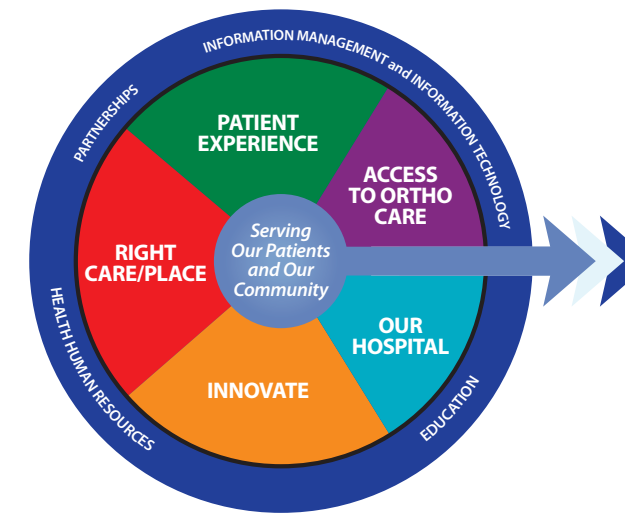 INFORMATION MANAGEMENT and INFORMATION TECHNOLOGY
PARTNERSHIPS
PATIENT
EXPERIENCE
ACCESS
TO ORTHO
CARE
Serving
Our Patients
and Our
Community
RIGHT
CARE/PLACE
OUR
HOSPITAL
INNOVATE
HEALTH HUMAN RESOURCES
EDUCATION